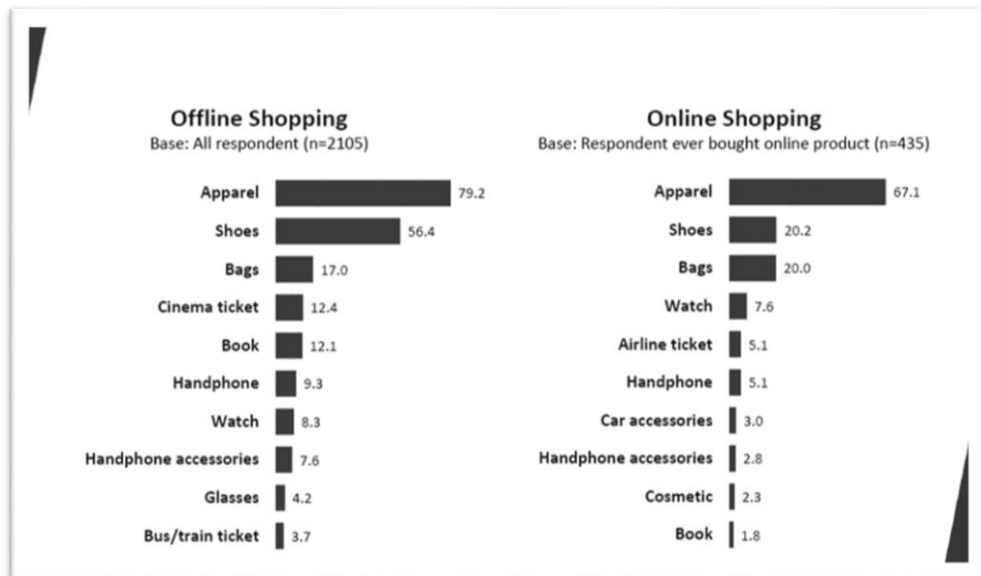 Offline Shopping
Base: All respondent (n=2105)
Apparel 79.2
Shoes 56.4
Bags 17.0
Cinema ticket 12.4
Book 12.1
Handphone 9.3
Watch 8.3
Handphone accessories 7.6
Glasses 4.2
Bus/train ticket 3.7
Online Shopping
Base: Respondent ever bought online product (n=435)
Apparel 67.1
Shoes 20.2
Bags 20.0
Watch 7.6
Airline ticket 5.1
Handphone 5.1
Car accessories 3.0
Handphone accessories 2.8
Cosmetic 2.3
Book 1.8